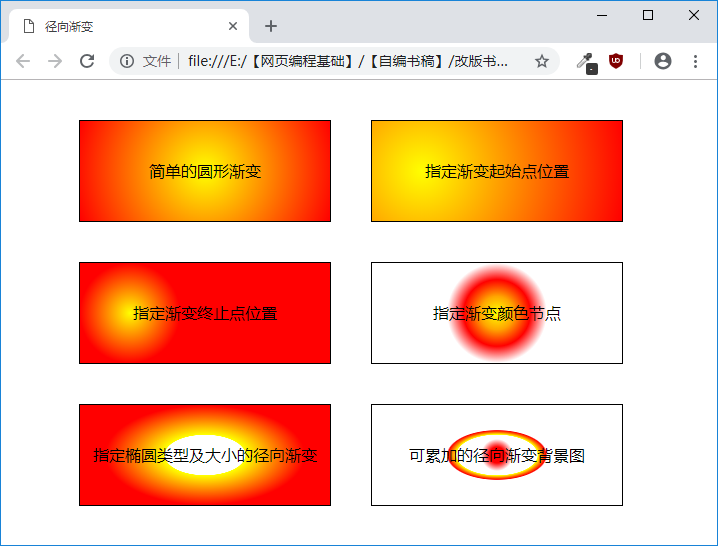 径向渐变
文件 file:///E:/【网页编程基础】/【自编书稿】/改版书...
简单的圆形渐变
指定渐变起始点位置
指定渐变终止点位置
指定渐变颜色节点
指定椭圆类型及大小的径向渐变
可累加的径向渐变背景图